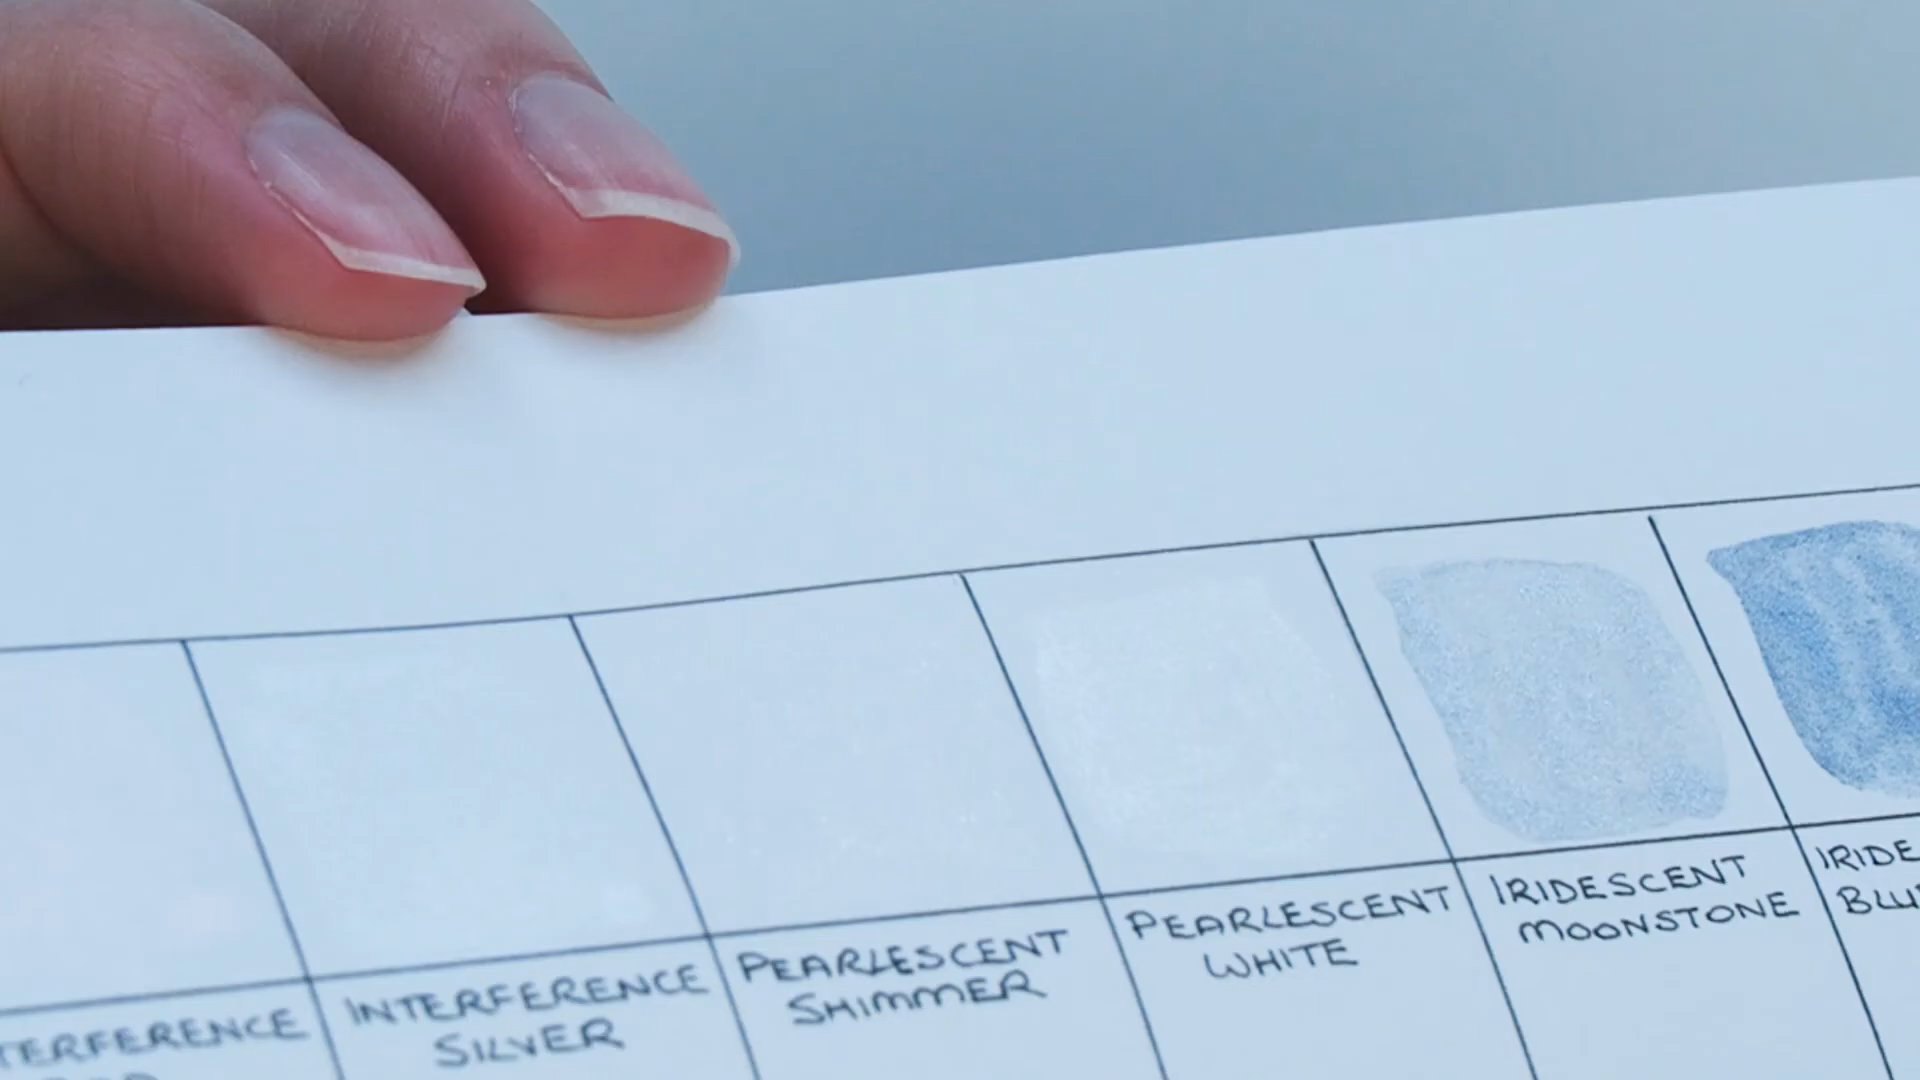 INTERFERENCE
SILVER
PEARLESCENT
SHIMMER
PEARLESCENT
WHITE
IRIDESCENT
MOONSTONE